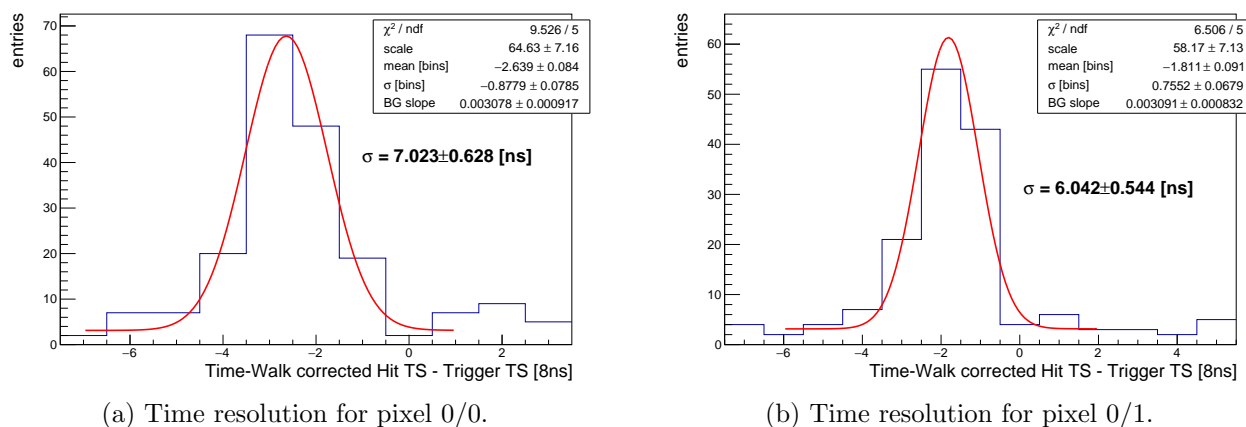 entries
70
60
50
40
30
20
10
0
−6
−4
−2
0
2
χ² / ndf 9.526 / 5
scale 64.63 ± 7.16
mean [bins] −2.639 ± 0.084
σ [bins] −0.8779 ± 0.0785
BG slope 0.003078 ± 0.000917
σ = 7.023±0.628 [ns]
Time-Walk corrected Hit TS - Trigger TS [8ns]
(a) Time resolution for pixel 0/0.
entries
60
50
40
30
20
10
0
−6
−4
−2
0
2
4
χ² / ndf 6.506 / 5
scale 58.17 ± 7.13
mean [bins] −1.811 ± 0.091
σ [bins] 0.7552 ± 0.0679
BG slope 0.003091 ± 0.000832
σ = 6.042±0.544 [ns]
Time-Walk corrected Hit TS - Trigger TS [8ns]
(b) Time resolution for pixel 0/1.